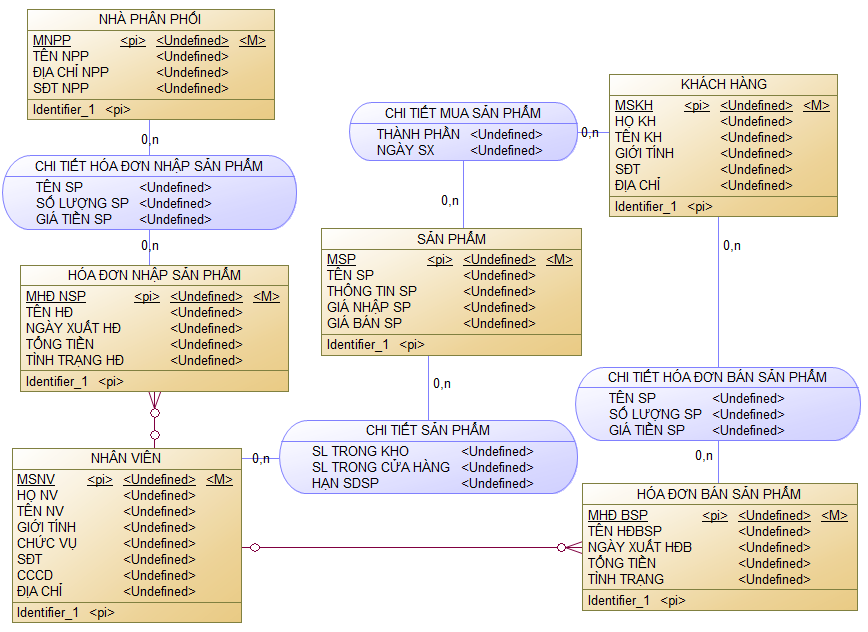 NHÀ PHÂN PHỐI
MNPP <pi> <Undefined> <M>
TÊN NPP <Undefined>
ĐỊA CHỈ NPP <Undefined>
SĐT NPP <Undefined>
Identifier_1 <pi>
0,n
CHI TIẾT HÓA ĐƠN NHẬP SẢN PHẨM
TÊN SP <Undefined>
SỐ LƯỢNG SP <Undefined>
GIÁ TIỀN SP <Undefined>
0,n
HÓA ĐƠN NHẬP SẢN PHẨM
MHĐ NSP <pi> <Undefined> <M>
TÊN HĐ <Undefined>
NGÀY XUẤT HĐ <Undefined>
TỔNG TIỀN <Undefined>
TÌNH TRẠNG HĐ <Undefined>
Identifier_1 <pi>
NHÂN VIÊN
MSNV <pi> <Undefined> <M>
HỌ NV <Undefined>
TÊN NV <Undefined>
GIỚI TÍNH <Undefined>
CHỨC VỤ <Undefined>
SĐT <Undefined>
CCCD <Undefined>
ĐỊA CHỈ <Undefined>
Identifier_1 <pi>
0,n
CHI TIẾT MUA SẢN PHẨM
THÀNH PHẦN <Undefined>
NGÀY SX <Undefined>
0,n
0,n
SẢN PHẨM
MSP <pi> <Undefined> <M>
TÊN SP <Undefined>
THÔNG TIN SP <Undefined>
GIÁ NHẬP SP <Undefined>
GIÁ BÁN SP <Undefined>
Identifier_1 <pi>
0,n
CHI TIẾT SẢN PHẨM
SL TRONG KHO <Undefined>
SL TRONG CỬA HÀNG <Undefined>
HẠN SDSP <Undefined>
KHÁCH HÀNG
MSKH <pi> <Undefined> <M>
HỌ KH <Undefined>
TÊN KH <Undefined>
GIỚI TÍNH <Undefined>
SĐT <Undefined>
ĐỊA CHỈ <Undefined>
Identifier_1 <pi>
0,n
CHI TIẾT HÓA ĐƠN BÁN SẢN PHẨM
TÊN SP <Undefined>
SỐ LƯỢNG SP <Undefined>
GIÁ TIỀN SP <Undefined>
0,n
HÓA ĐƠN BÁN SẢN PHẨM
MHĐ BSP <pi> <Undefined> <M>
TÊN HĐBSP <Undefined>
NGÀY XUẤT HĐB <Undefined>
TỔNG TIỀN <Undefined>
TÌNH TRẠNG <Undefined>
Identifier_1 <pi>